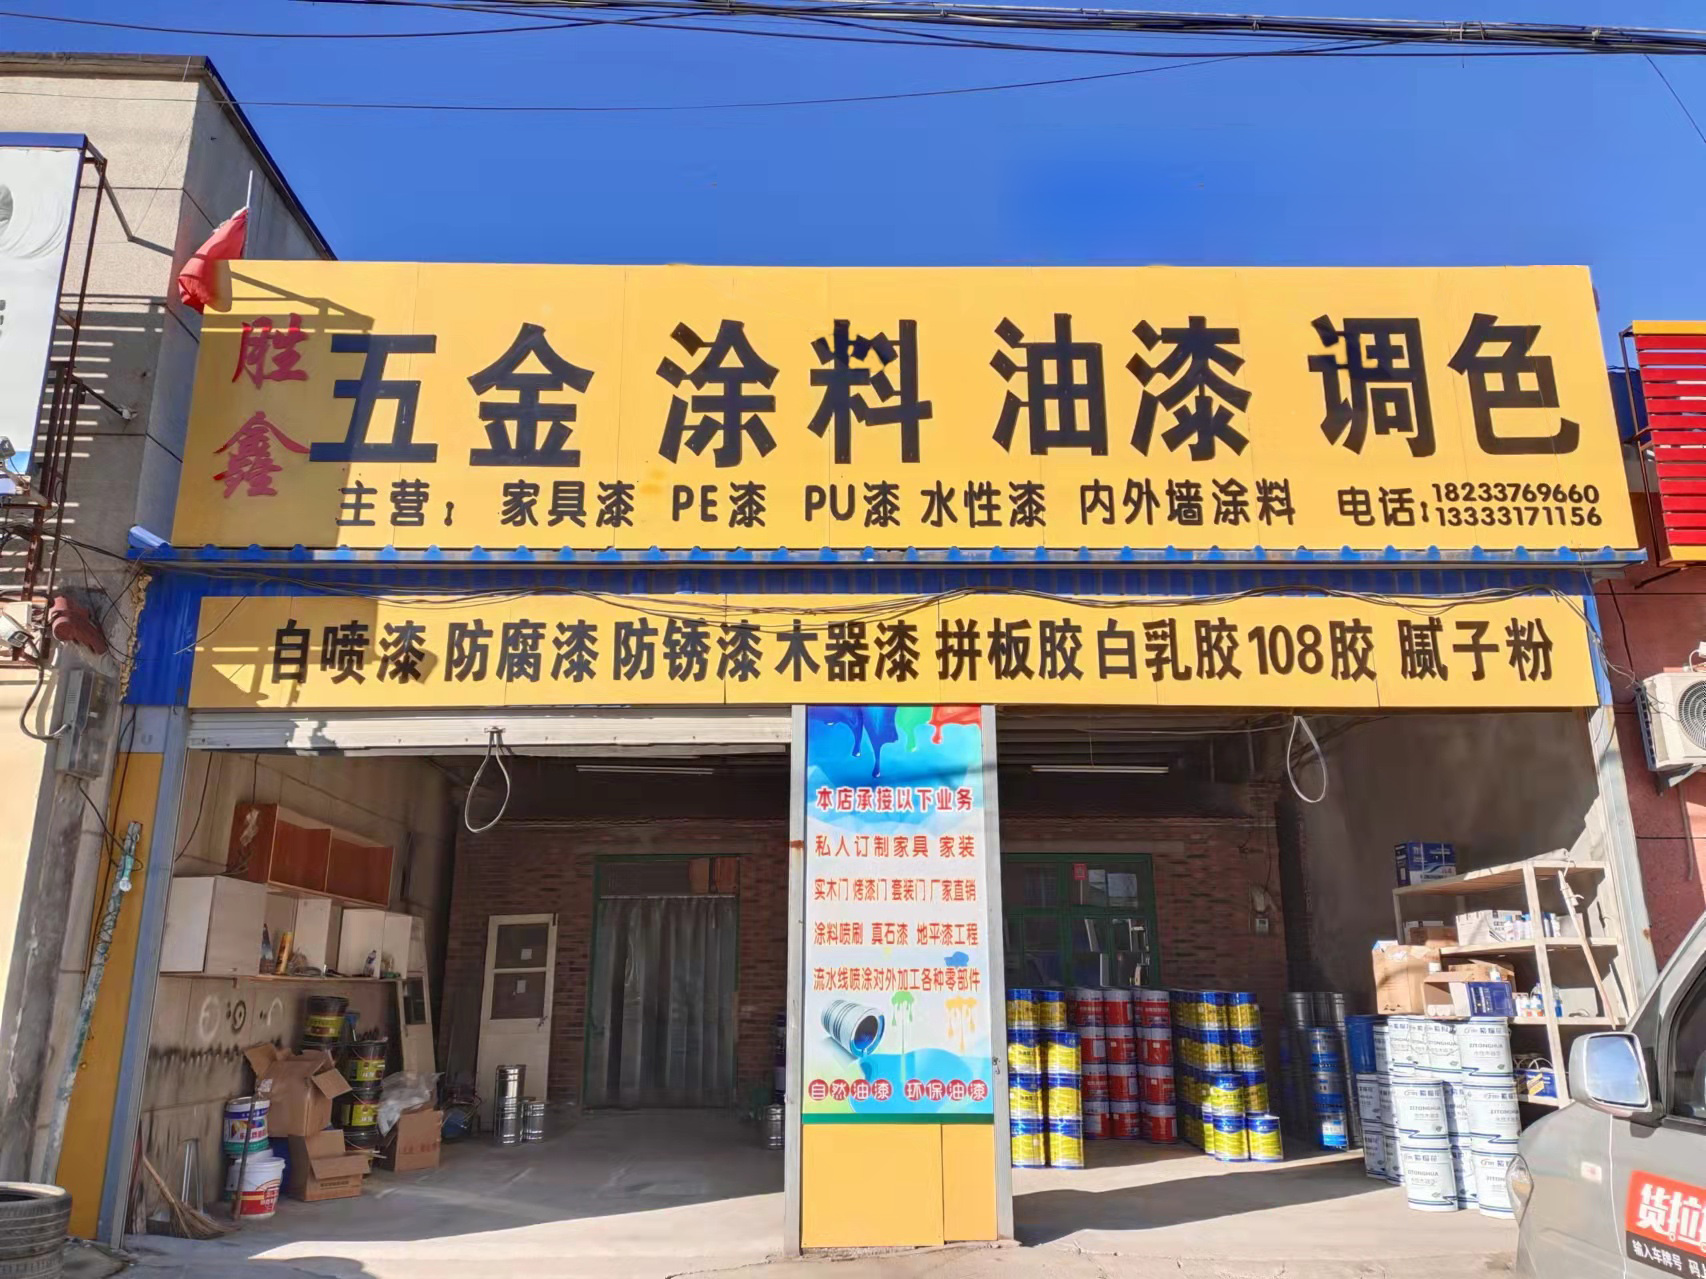 胜鑫
五金 涂料 油漆 调色
主营： 家具漆 PE漆 PU漆 水性漆 内外墙涂料 电话：18233769660
13333171156
自喷漆 防腐漆 防锈漆 木器漆 拼板胶 白乳胶 108胶 腻子粉
本店承接以下业务
私人订制家具 家装
实木门 烤漆门 套装门 厂家直销
涂料喷刷 真石漆 地平漆工程
流水线喷涂对外加工各种零部件
自然油漆 环保油漆
ZITONGHUA
货拉
输入车牌号